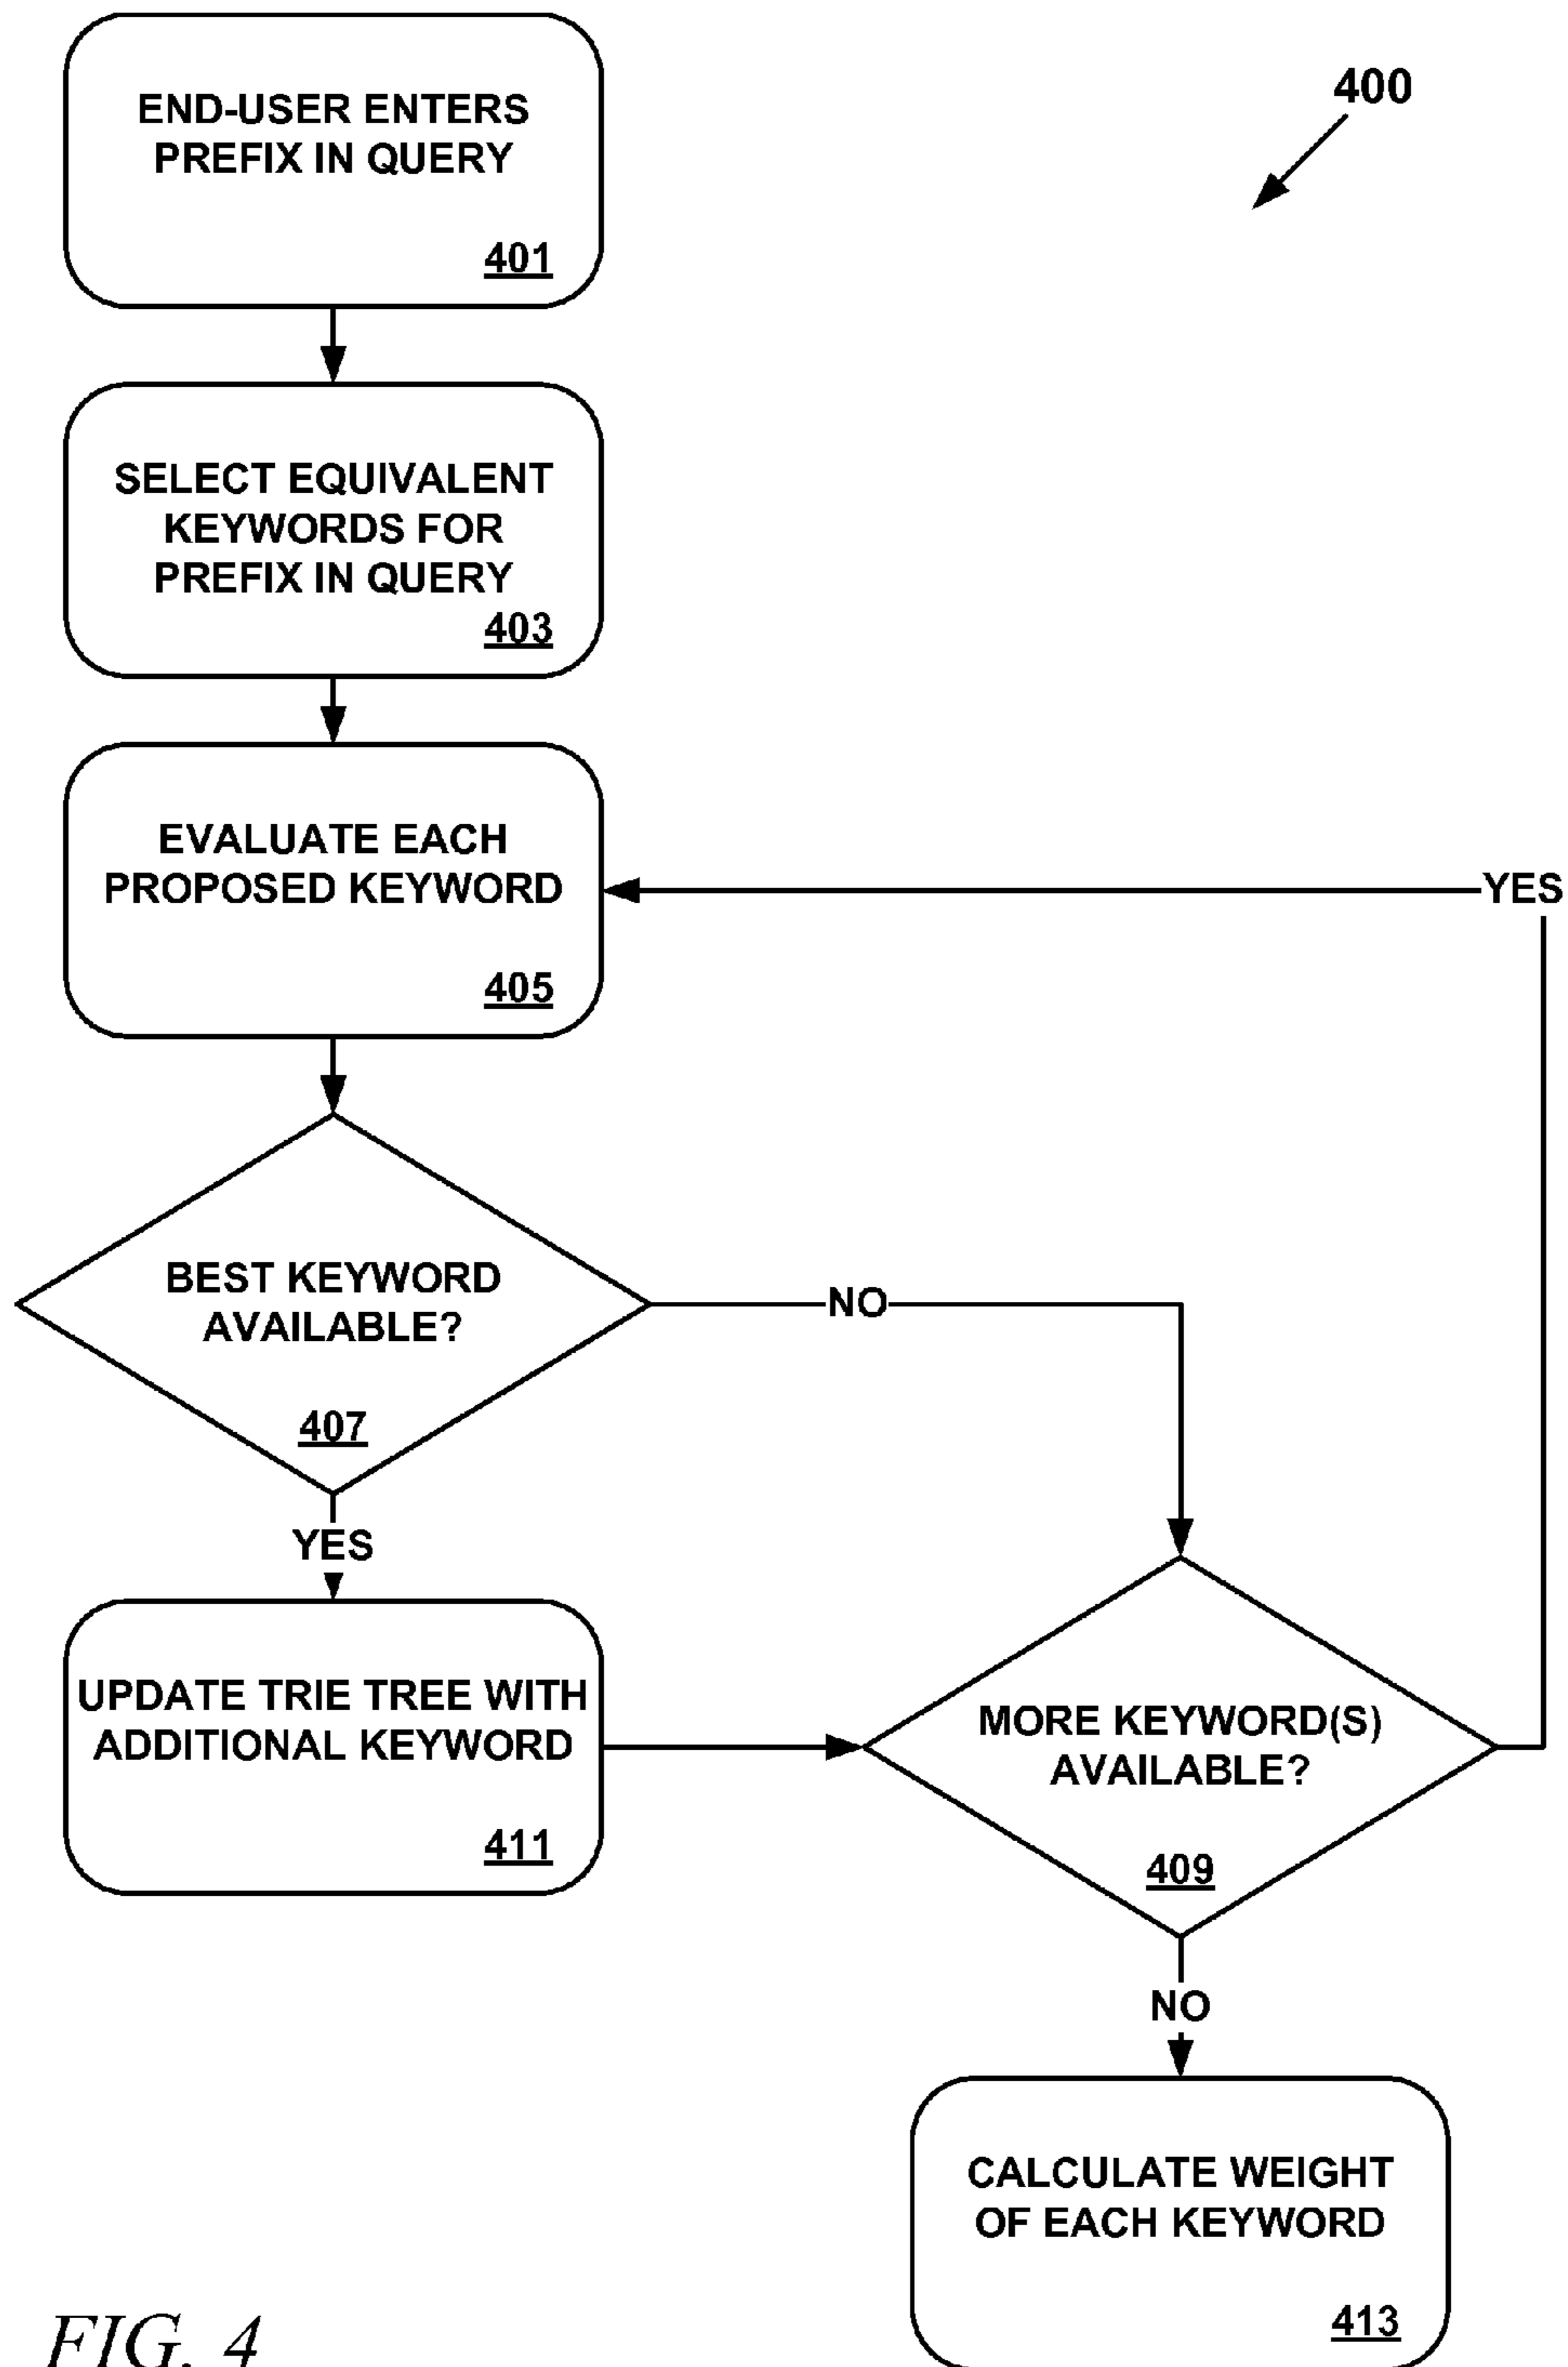 END-USER ENTERS
PREFIX IN QUERY
401
400
SELECT EQUIVALENT
KEYWORDS FOR
PREFIX IN QUERY
403
EVALUATE EACH
PROPOSED KEYWORD
405
YES
BEST KEYWORD
AVAILABLE?
407
NO
YES
UPDATE TRIE TREE WITH
ADDITIONAL KEYWORD
411
MORE KEYWORD(S)
AVAILABLE?
409
NO
CALCULATE WEIGHT
OF EACH KEYWORD
413
FIG. 4